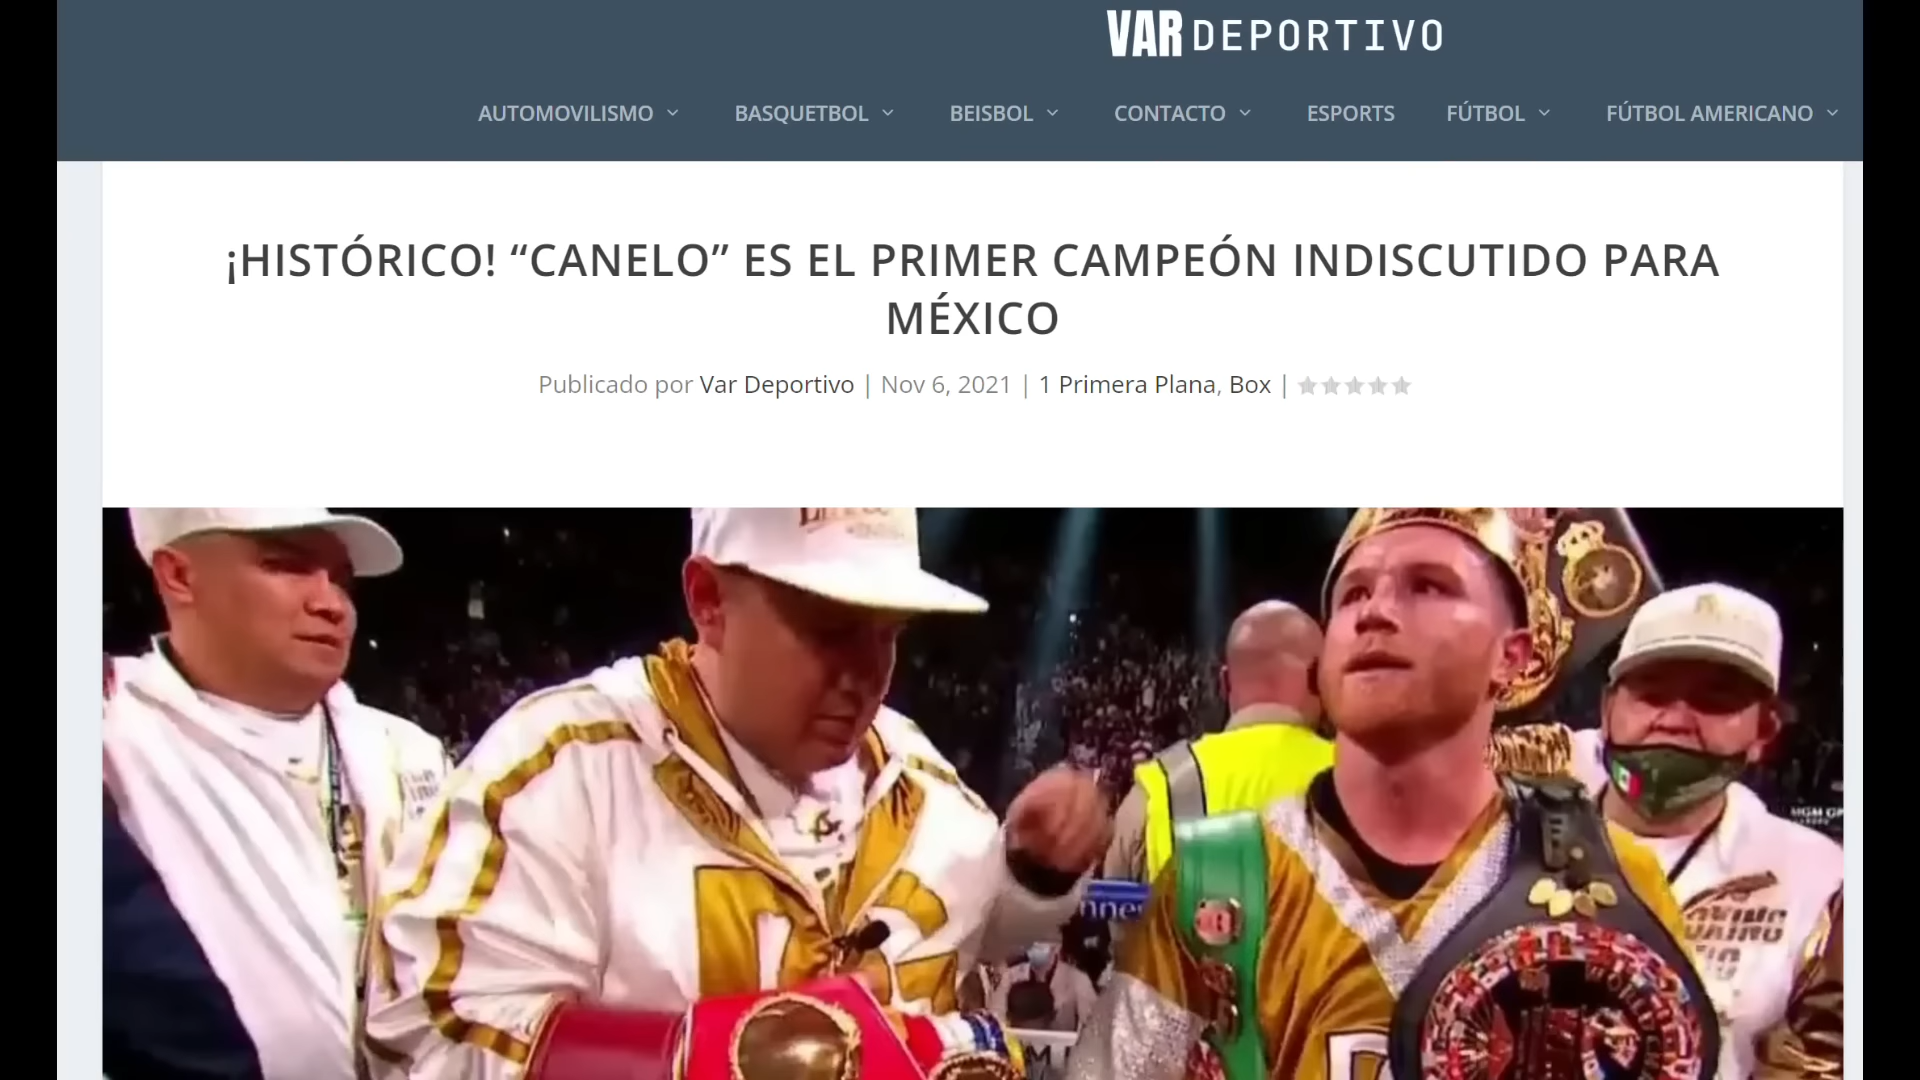 VAR DEPORTIVO
AUTOMOVILISMO BASQUETBOL BEISBOL CONTACTO ESPORTS FÚTBOL FÚTBOL AMERICANO
¡HISTÓRICO! “CANELO” ES EL PRIMER CAMPEÓN INDISCUTIDO PARA
MÉXICO
Publicado por Var Deportivo | Nov 6, 2021 | 1 Primera Plana, Box |